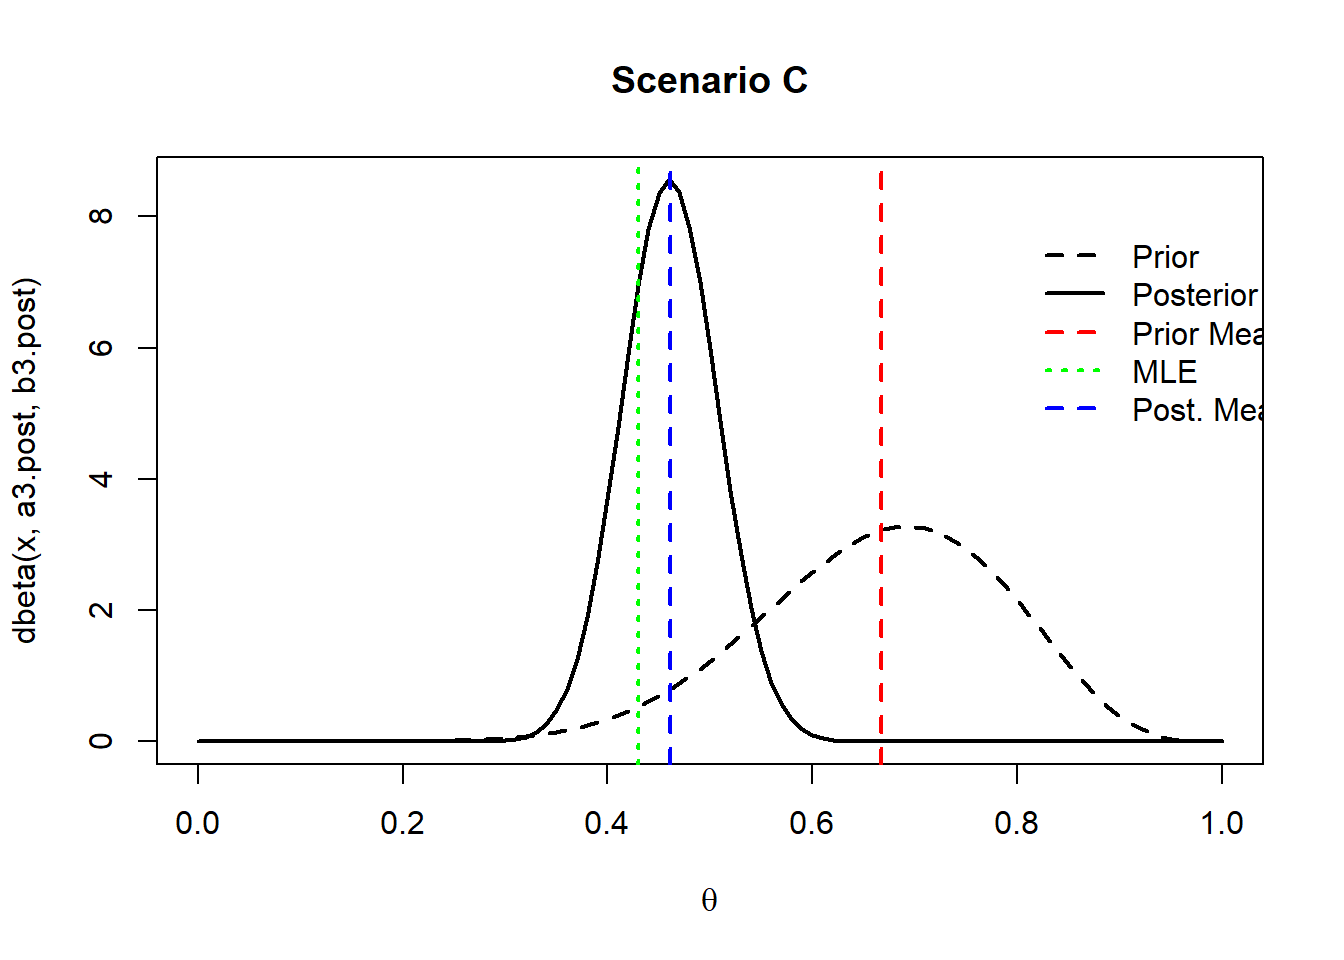 Scenario C
dbeta(x, a3.post, b3.post)
8
6
4
2
0
Prior
Posterior
Prior Mea
MLE
Post. Mea
0.0 0.2 0.4 0.6 0.8 1.0
θ